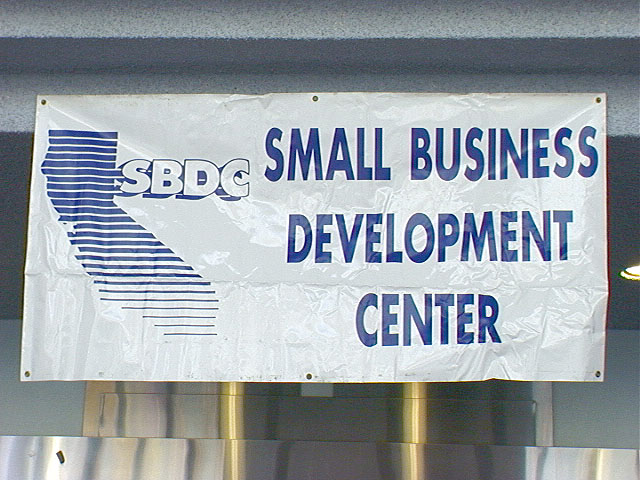 SBDC
SMALL BUSINESS
DEVELOPMENT
CENTER